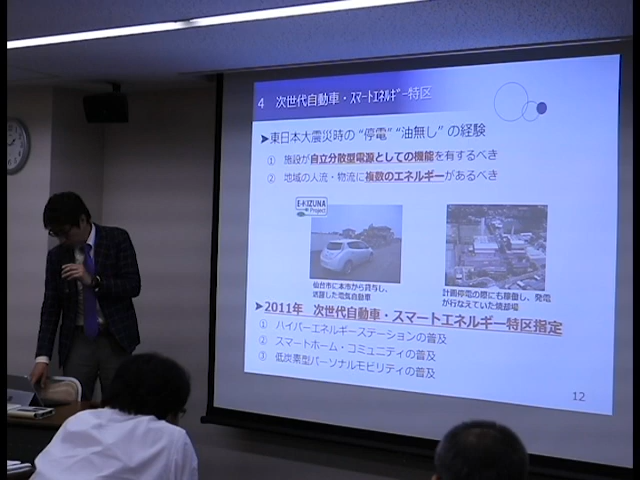 4 次世代自動車・スマートエネルギー特区
➤東日本大震災時の“停電”“油無し”の経験
① 施設が自立分散型電源としての機能を有するべき
② 地域の人流・物流に複数のエネルギーがあるべき
E-KIZUNA
Project
仙台市に本市から貸与し、
活躍した電気自動車
計画停電の際にも稼働し、発電
が行なえていた焼却場
➤2011年 次世代自動車・スマートエネルギー特区指定
① ハイパーエネルギーステーションの普及
② スマートホーム・コミュニティの普及
③ 低炭素型パーソナルモビリティの普及
12